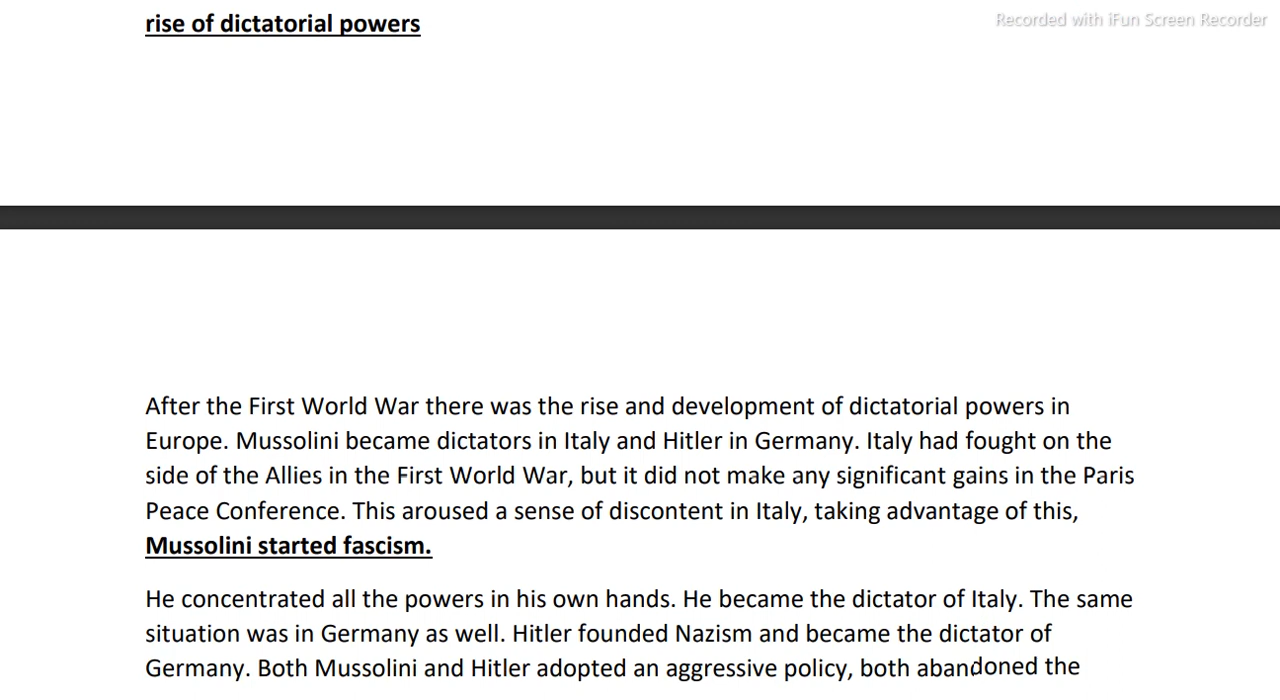 rise of dictatorial powers
Recorded with iFun Screen Recorder
After the First World War there was the rise and development of dictatorial powers in
Europe. Mussolini became dictators in Italy and Hitler in Germany. Italy had fought on the
side of the Allies in the First World War, but it did not make any significant gains in the Paris
Peace Conference. This aroused a sense of discontent in Italy, taking advantage of this,
Mussolini started fascism.
He concentrated all the powers in his own hands. He became the dictator of Italy. The same
situation was in Germany as well. Hitler founded Nazism and became the dictator of
Germany. Both Mussolini and Hitler adopted an aggressive policy, both abandoned the